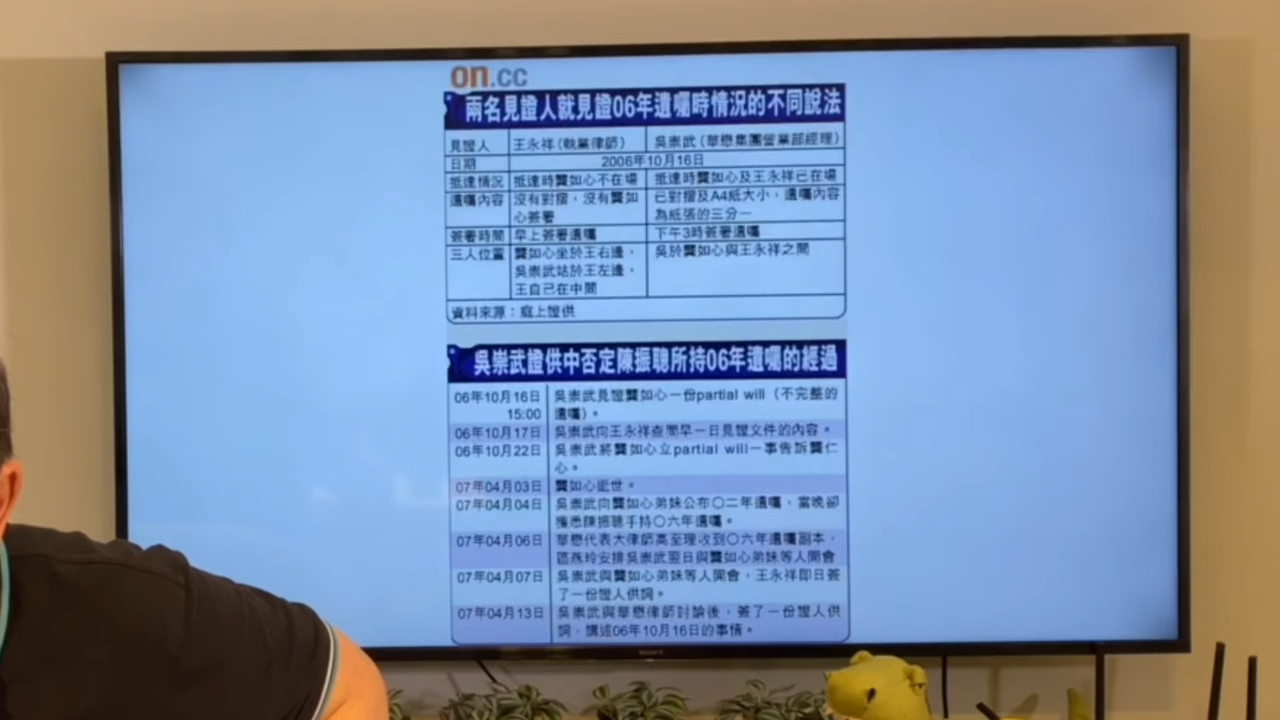 on.cc
兩名見證人就見證06年遺囑時情況的不同說法
見證人 王永祥(執業律師) 吳崇武(華懋集團營業部經理)
日期 2006年10月16日
抵達情況 抵達時龔如心不在場 抵達時龔如心及王永祥已在場
遺囑內容 沒有對摺，沒有龔如 已對摺及A4紙大小，遺囑內容
心簽署 為紙張的三分一
簽署時間 早上簽署遺囑 下午3時簽署遺囑
三人位置 龔如心坐於王右邊， 吳於龔如心與王永祥之間
吳崇武站於王左邊，
王自己在中間
資料來源：庭上證供
吳崇武證供中否定陳振聰所持06年遺囑的經過
06年10月16日 吳崇武見證龔如心一份partial will（不完整的
15:00 遺囑)。
06年10月17日 吳崇武向王永祥查問早一日見證文件的內容。
06年10月22日 吳崇武將龔如心立partial will一事告訴龔仁
心。
07年04月03日 龔如心逝世。
07年04月04日 吳崇武向龔如心弟妹公布〇二年遺囑，當晚卻
獲悉陳振聰手持〇六年遺囑。
07年04月06日 華懋代表大律師高至理收到〇六年遺囑副本，
區燕玲安排吳崇武翌日與龔如心弟妹等人開會
07年04月07日 吳崇武與龔如心弟妹等人開會，王永祥即日簽
了一份證人供詞。
07年04月13日 吳崇武與華懋律師討論後，簽了一份證人供
詞，講述06年10月16日的事情。
SONY